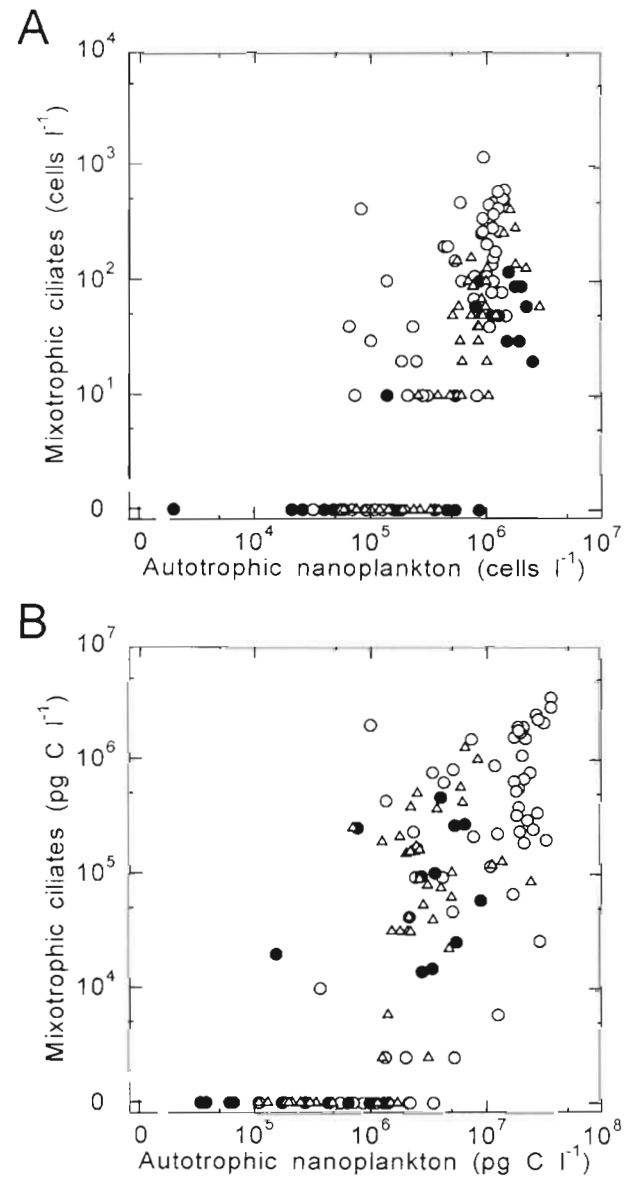 A
10^4
10^3
10^2
10^1
0
Mixotrophic ciliates (cells l^-1)
0 10^4 10^5 10^6 10^7
Autotrophic nanoplankton (cells l^-1)
B
10^7
10^6
10^5
10^4
0
Mixotrophic ciliates (pg C l^-1)
0 10^5 10^6 10^7 10^8
Autotrophic nanoplankton (pg C l^-1)